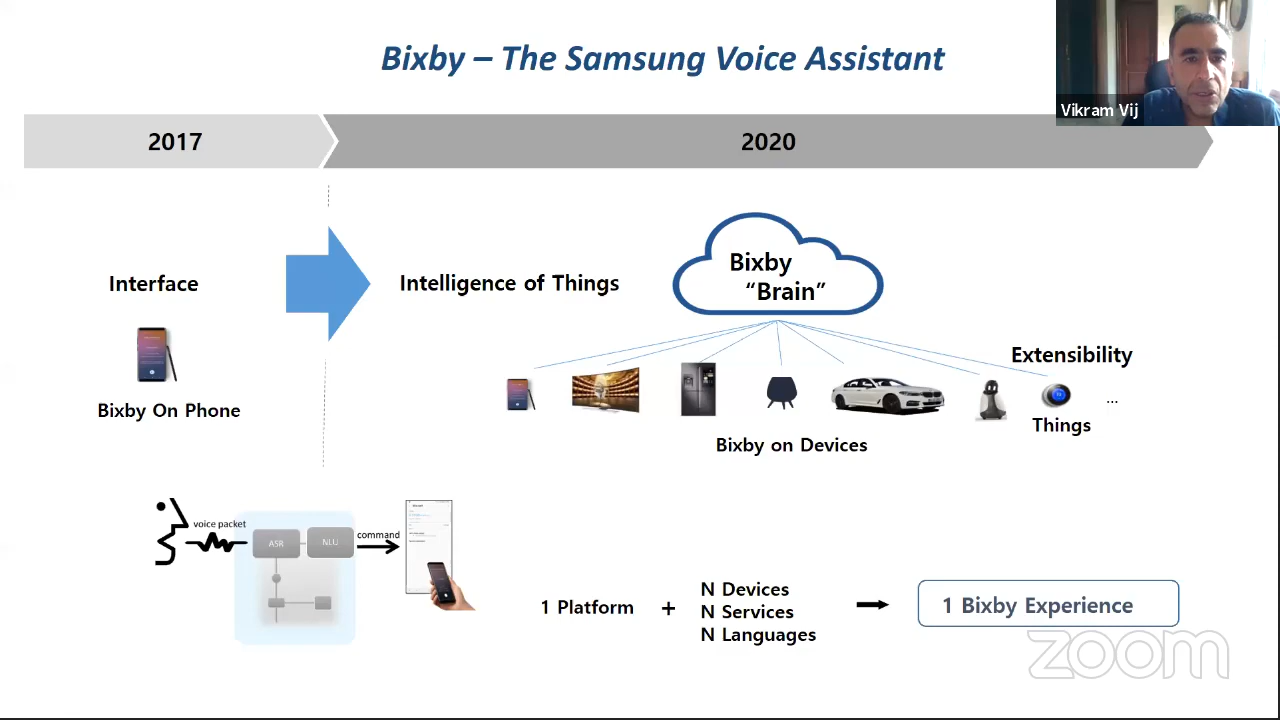 Bixby – The Samsung Voice Assistant
Vikram Vij
2017
2020
Interface
Intelligence of Things
Bixby
“Brain”
Extensibility
Bixby On Phone
Things
...
Bixby on Devices
voice packet
ASR
NLU
command
1 Platform
+
N Devices
N Services
N Languages
1 Bixby Experience
zoom